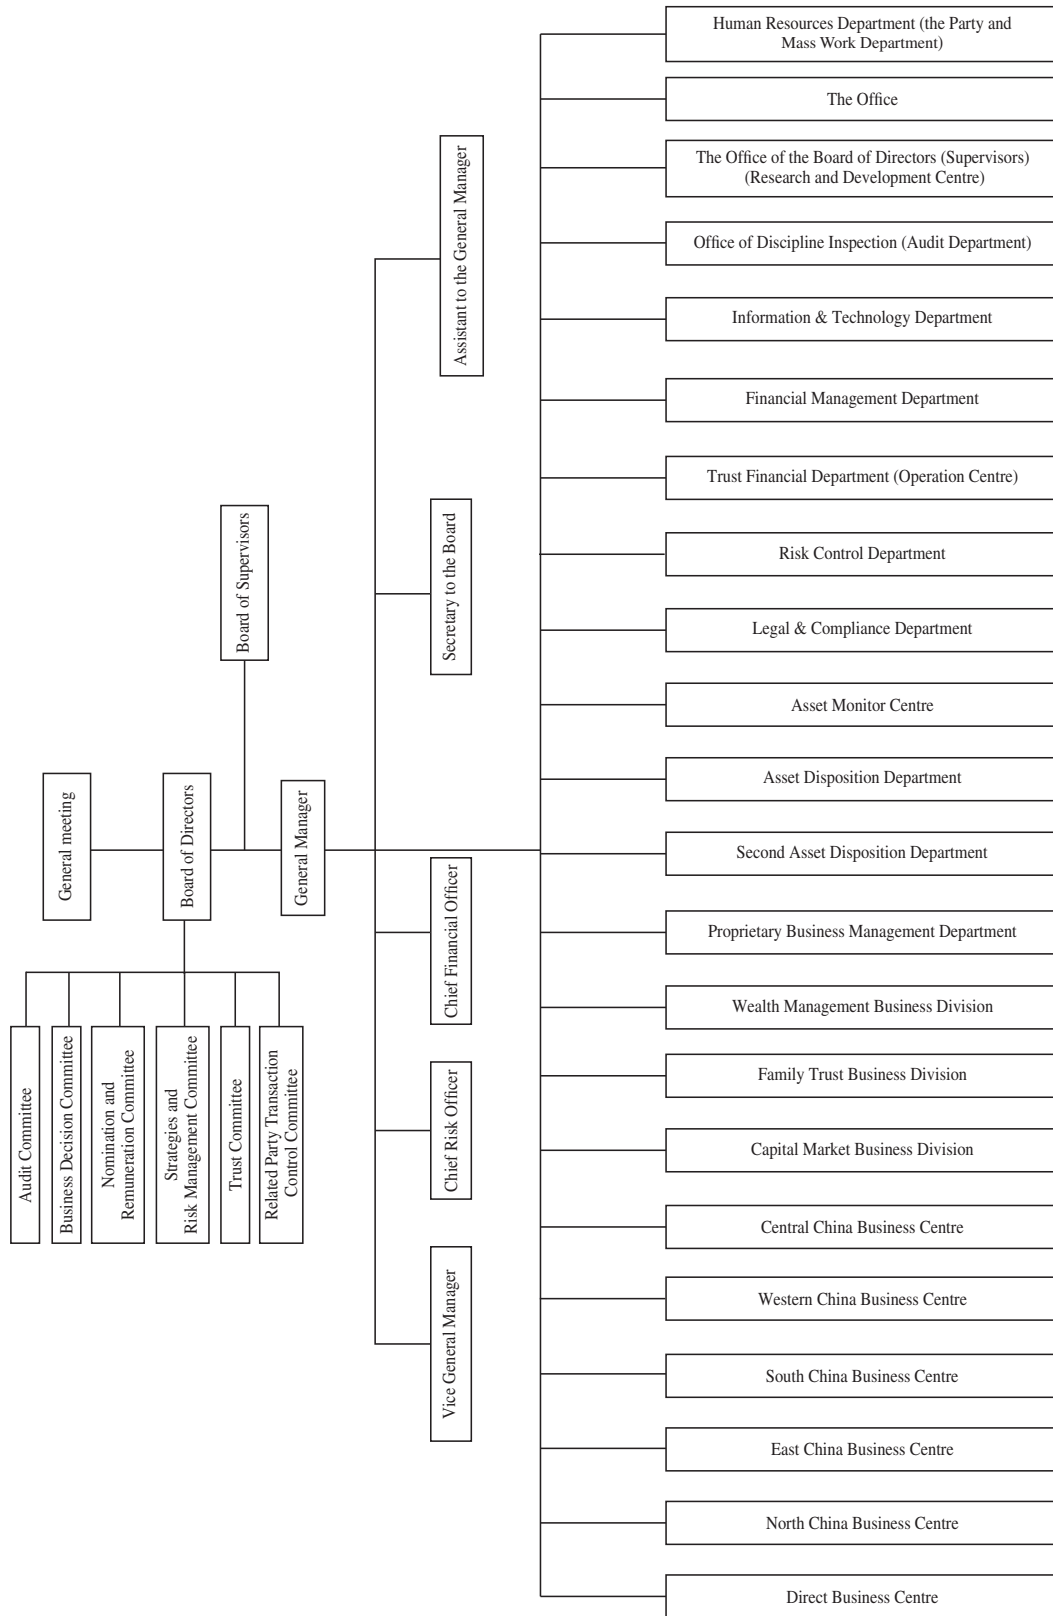 General meeting
Board of Directors
Board of Supervisors
General Manager
Audit Committee
Business Decision Committee
Nomination and
Remuneration Committee
Strategies and
Risk Management Committee
Trust Committee
Related Party Transaction
Control Committee
Assistant to the General Manager
Secretary to the Board
Chief Financial Officer
Chief Risk Officer
Vice General Manager
Human Resources Department (the Party and
Mass Work Department)
The Office
The Office of the Board of Directors (Supervisors)
(Research and Development Centre)
Office of Discipline Inspection (Audit Department)
Information & Technology Department
Financial Management Department
Trust Financial Department (Operation Centre)
Risk Control Department
Legal & Compliance Department
Asset Monitor Centre
Asset Disposition Department
Second Asset Disposition Department
Proprietary Business Management Department
Wealth Management Business Division
Family Trust Business Division
Capital Market Business Division
Central China Business Centre
Western China Business Centre
South China Business Centre
East China Business Centre
North China Business Centre
Direct Business Centre